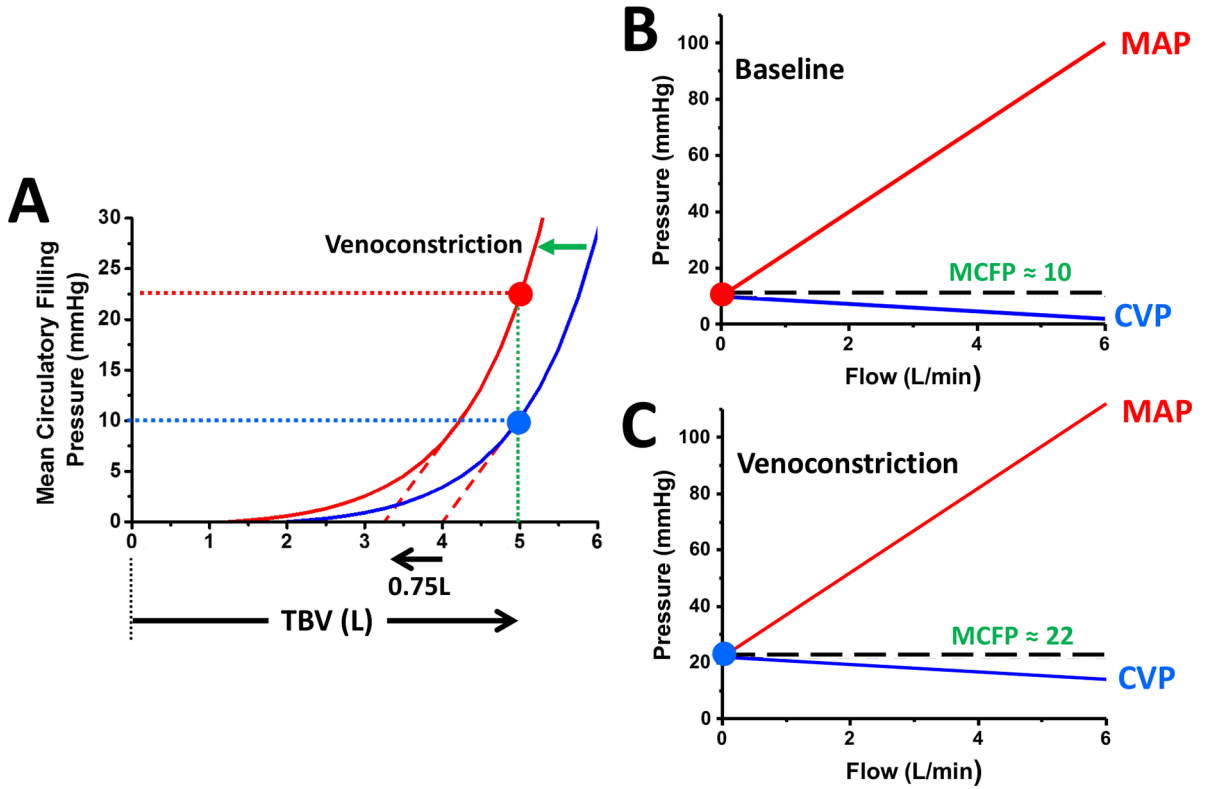 A
Mean Circulatory Filling
Pressure (mmHg)
30
25
20
15
10
5
0
Venoconstriction
0 1 2 3 4 5 6
0.75L
TBV (L)
B
Baseline
Pressure (mmHg)
100
80
60
40
20
0
MAP
MCFP ≈ 10
CVP
0 2 4 6
Flow (L/min)
C
Venoconstriction
Pressure (mmHg)
100
80
60
40
20
0
MAP
MCFP ≈ 22
CVP
0 2 4 6
Flow (L/min)